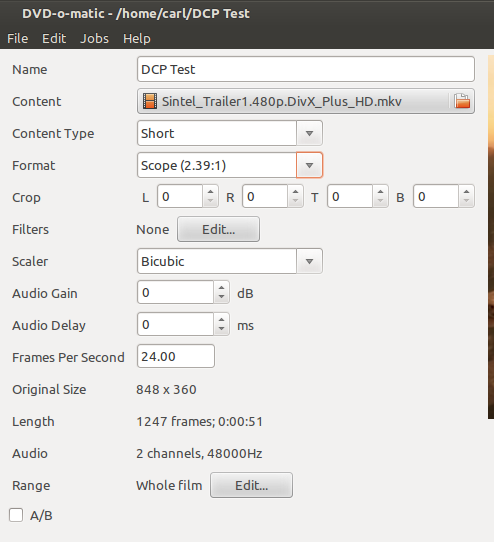 DVD-o-matic - /home/carl/DCP Test
File Edit Jobs Help
Name DCP Test
Content Sintel_Trailer1.480p.DivX_Plus_HD.mkv
Content Type Short
Format Scope (2.39:1)
Crop L 0 R 0 T 0 B 0
Filters None Edit...
Scaler Bicubic
Audio Gain 0 dB
Audio Delay 0 ms
Frames Per Second 24.00
Original Size 848 x 360
Length 1247 frames; 0:00:51
Audio 2 channels, 48000Hz
Range Whole film Edit...
A/B